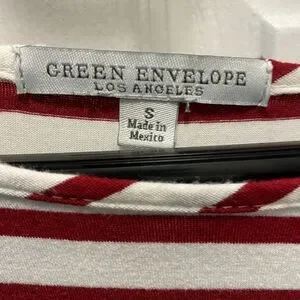 GREEN ENVELOPE
LOS ANGELES
S
Made in
Mexico